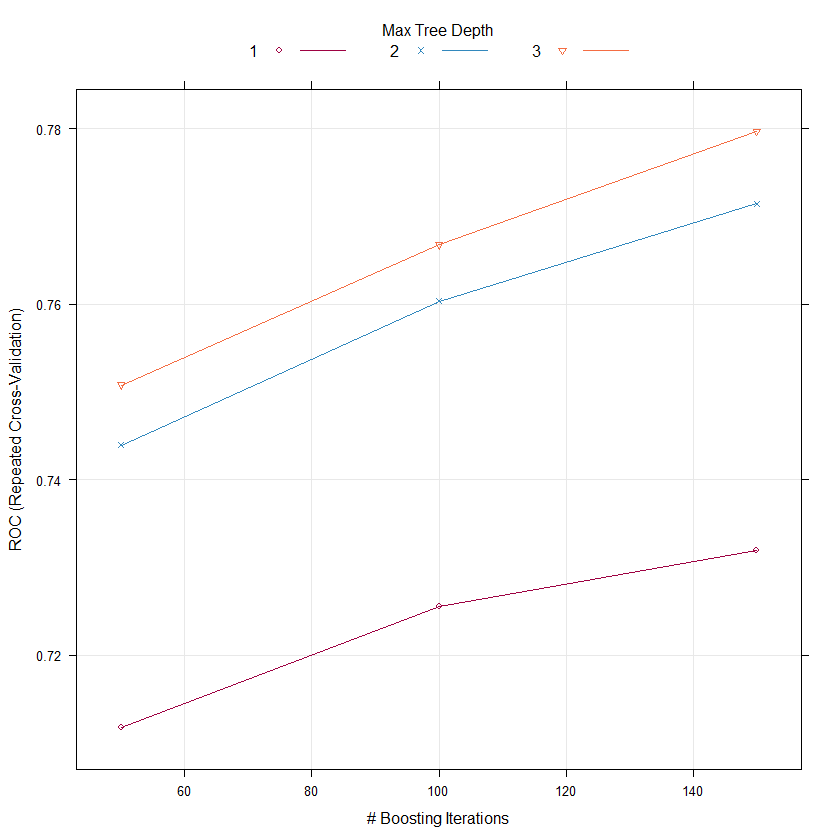 Max Tree Depth
1 2 3
0.78
0.76
0.74
0.72
ROC (Repeated Cross-Validation)
60 80 100 120 140
# Boosting Iterations